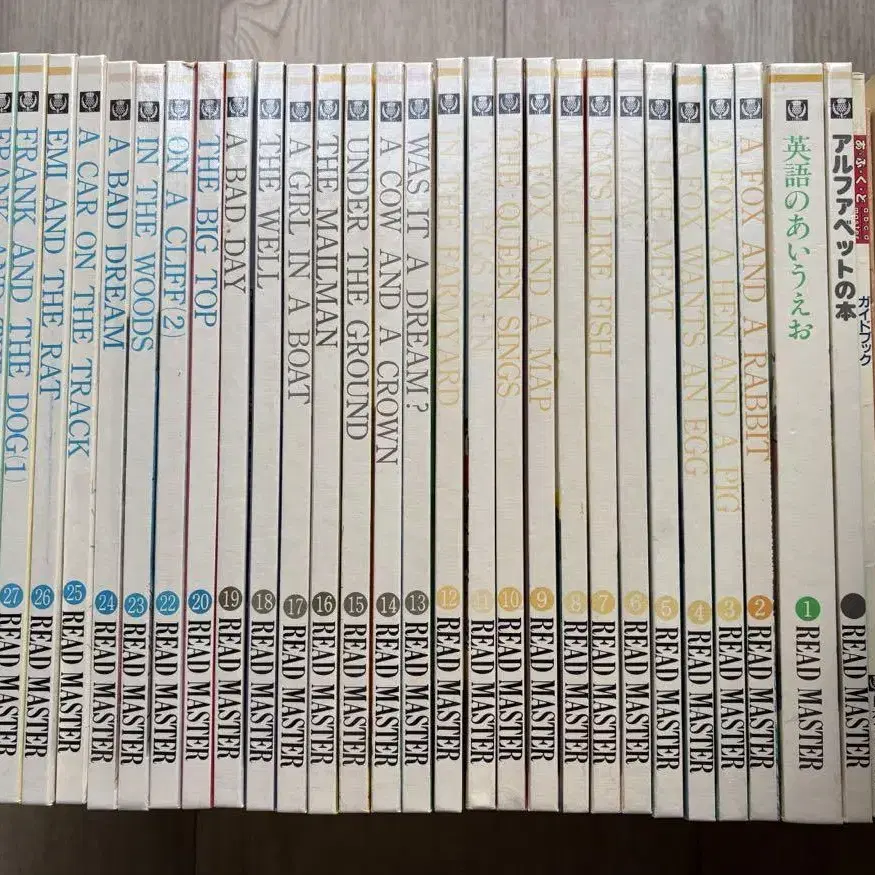 FRANK AND THE DOG(1) 27 READ MASTER
EMI AND THE RAT 26 READ MASTER
A CAR ON THE TRACK 25 READ MASTER
A BAD DREAM 24 READ MASTER
IN THE WOODS 23 READ MASTER
ON A CLIFF(2) 22 READ MASTER
THE BIG TOP 20 READ MASTER
A BAD DAY 19 READ MASTER
THE WELL 18 READ MASTER
A GIRL IN A BOAT 17 READ MASTER
THE MAILMAN 16 READ MASTER
UNDER THE GROUND 15 READ MASTER
A COW AND A CROWN 14 READ MASTER
WAS IT A DREAM? 13 READ MASTER
IN THE FARMYARD 12 READ MASTER
11 READ MASTER
THE QUEEN SINGS 10 READ MASTER
A FOX AND A MAP 9 READ MASTER
8 READ MASTER
CATS LIKE FISH 7 READ MASTER
6 READ MASTER
THE MEAT 5 READ MASTER
A FOX WANTS AN EGG 4 READ MASTER
A FOX A HEN AND A PIG 3 READ MASTER
A FOX AND A RABBIT 2 READ MASTER
英語のあいうえお 1 READ MASTER
アルファベットの本 READ MASTER
おふくと
ガイドブック